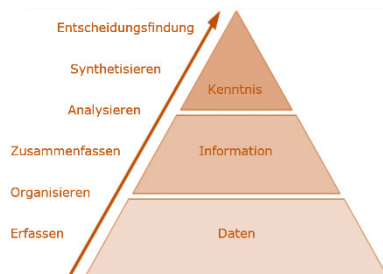 Entscheidungsfindung
Synthetisieren
Kenntnis
Analysieren
Zusammenfassen
Information
Organisieren
Erfassen
Daten